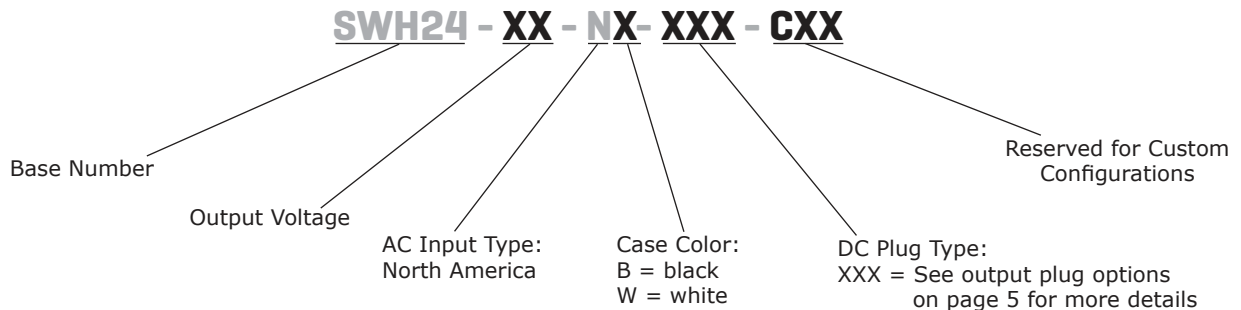 SWH24 - XX - NX- XXX - CXX
Base Number
Output Voltage
AC Input Type:
North America
Case Color:
B = black
W = white
DC Plug Type:
XXX = See output plug options
on page 5 for more details
Reserved for Custom
Configurations